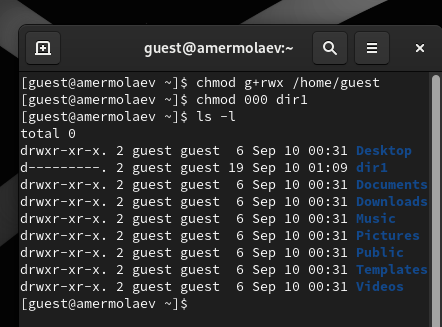 guest@amermolaev:~
[guest@amermolaev ~]$ chmod g+rwx /home/guest
[guest@amermolaev ~]$ chmod 000 dir1
[guest@amermolaev ~]$ ls -l
total 0
drwxr-xr-x. 2 guest guest  6 Sep 10 00:31 Desktop
d---------. 2 guest guest 19 Sep 10 01:09 dir1
drwxr-xr-x. 2 guest guest  6 Sep 10 00:31 Documents
drwxr-xr-x. 2 guest guest  6 Sep 10 00:31 Downloads
drwxr-xr-x. 2 guest guest  6 Sep 10 00:31 Music
drwxr-xr-x. 2 guest guest  6 Sep 10 00:31 Pictures
drwxr-xr-x. 2 guest guest  6 Sep 10 00:31 Public
drwxr-xr-x. 2 guest guest  6 Sep 10 00:31 Templates
drwxr-xr-x. 2 guest guest  6 Sep 10 00:31 Videos
[guest@amermolaev ~]$